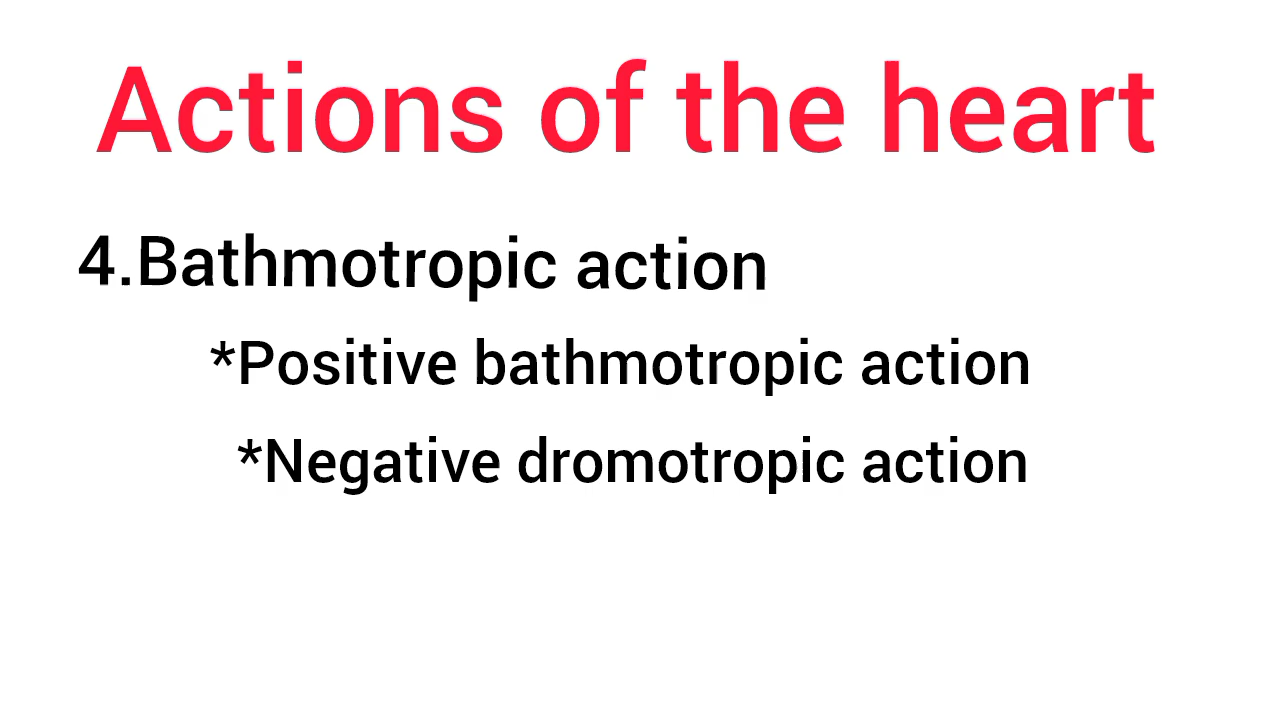 Actions of the heart
4.Bathmotropic action
*Positive bathmotropic action
*Negative dromotropic action